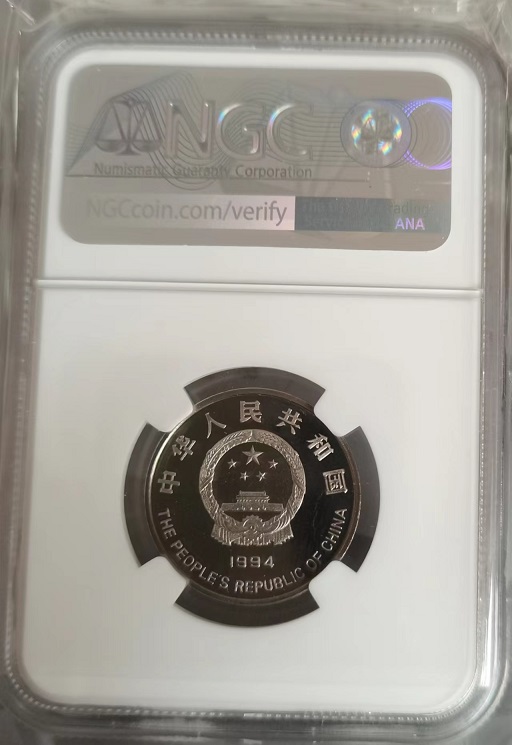 NGC
Numismatic Guaranty Corporation
NGCcoin.com/verify
ANA
中华人民共和国
1994
THE PEOPLE'S REPUBLIC OF CHINA